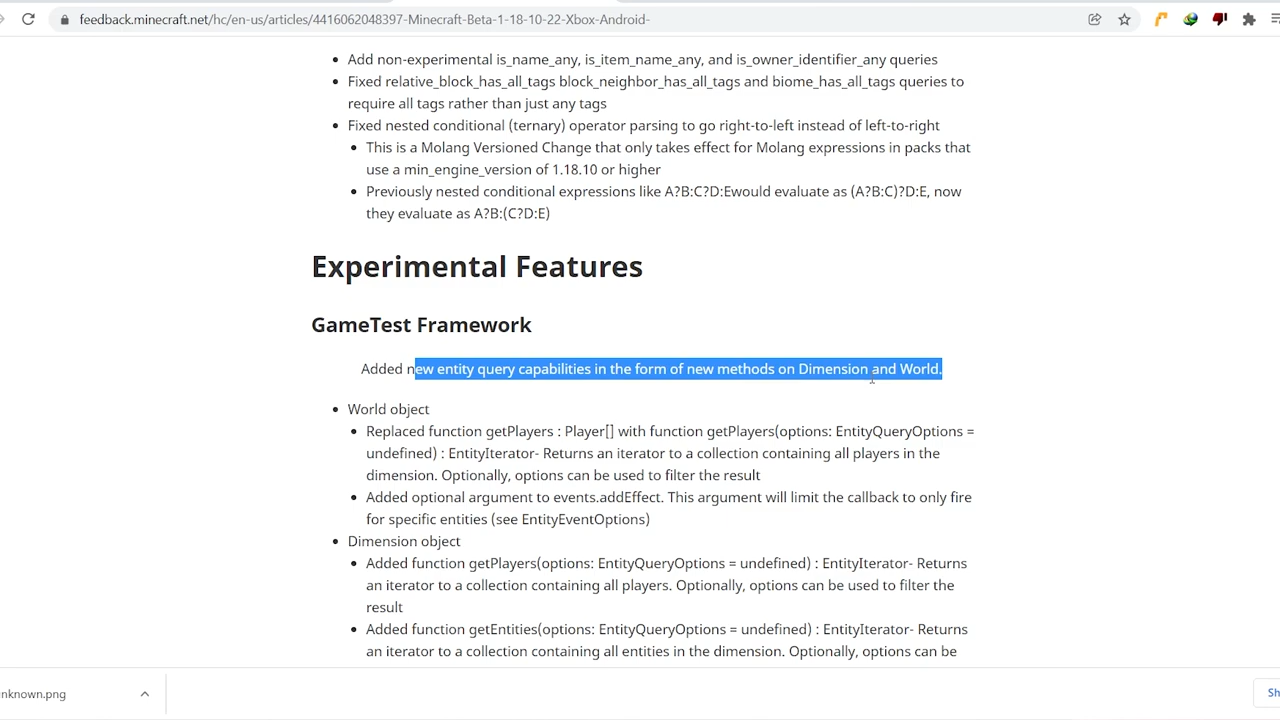 feedback.minecraft.net/hc/en-us/articles/4416062048397-Minecraft-Beta-1-18-10-22-Xbox-Android-
• Add non-experimental is_name_any, is_item_name_any, and is_owner_identifier_any queries
• Fixed relative_block_has_all_tags block_neighbor_has_all_tags and biome_has_all_tags queries to
require all tags rather than just any tags
• Fixed nested conditional (ternary) operator parsing to go right-to-left instead of left-to-right
• This is a Molang Versioned Change that only takes effect for Molang expressions in packs that
use a min_engine_version of 1.18.10 or higher
• Previously nested conditional expressions like A?B:C?D:Ewould evaluate as (A?B:C)?D:E, now
they evaluate as A?B:(C?D:E)
Experimental Features
GameTest Framework
Added new entity query capabilities in the form of new methods on Dimension and World.
• World object
• Replaced function getPlayers : Player[] with function getPlayers(options: EntityQueryOptions =
undefined) : EntityIterator- Returns an iterator to a collection containing all players in the
dimension. Optionally, options can be used to filter the result
• Added optional argument to events.addEffect. This argument will limit the callback to only fire
for specific entities (see EntityEventOptions)
• Dimension object
• Added function getPlayers(options: EntityQueryOptions = undefined) : EntityIterator- Returns
an iterator to a collection containing all players. Optionally, options can be used to filter the
result
• Added function getEntities(options: EntityQueryOptions = undefined) : EntityIterator- Returns
an iterator to a collection containing all entities in the dimension. Optionally, options can be
nknown.png
Sh